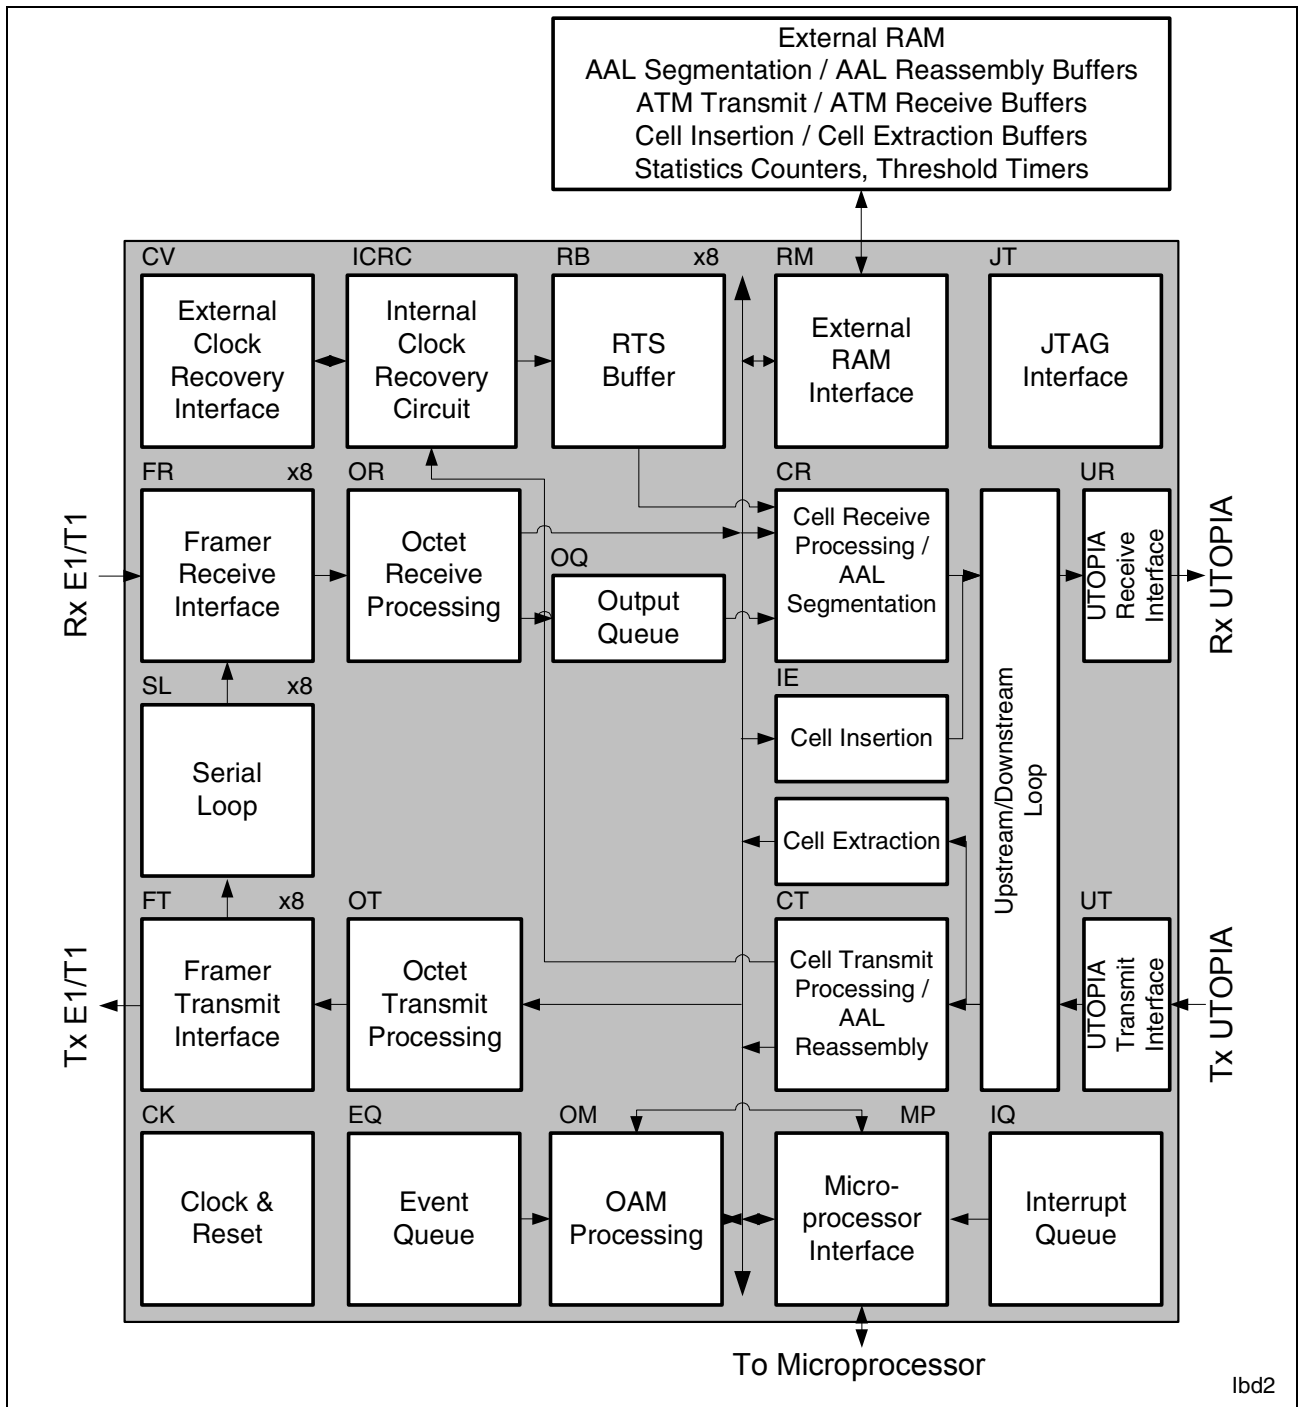 External RAM
AAL Segmentation / AAL Reassembly Buffers
ATM Transmit / ATM Receive Buffers
Cell Insertion / Cell Extraction Buffers
Statistics Counters, Threshold Timers
CV
ICRC
RB
x8
RM
JT
External
Clock
Recovery
Interface
Internal
Clock
Recovery
Circuit
RTS
Buffer
External
RAM
Interface
JTAG
Interface
FR
x8
OR
CR
UR
Rx E1/T1
Framer
Receive
Interface
Octet
Receive
Processing
OQ
Output
Queue
Cell Receive
Processing /
AAL
Segmentation
UTOPIA
Receive
Interface
Rx UTOPIA
SL
x8
IE
Serial
Loop
Cell Insertion
Cell Extraction
Upstream/Downstream
Loop
FT
x8
OT
CT
UT
Tx E1/T1
Framer
Transmit
Interface
Octet
Transmit
Processing
Cell Transmit
Processing /
AAL
Reassembly
UTOPIA
Transmit
Interface
Tx UTOPIA
CK
EQ
OM
MP
IQ
Clock &
Reset
Event
Queue
OAM
Processing
Micro-
processor
Interface
Interrupt
Queue
To Microprocessor
Ibd2